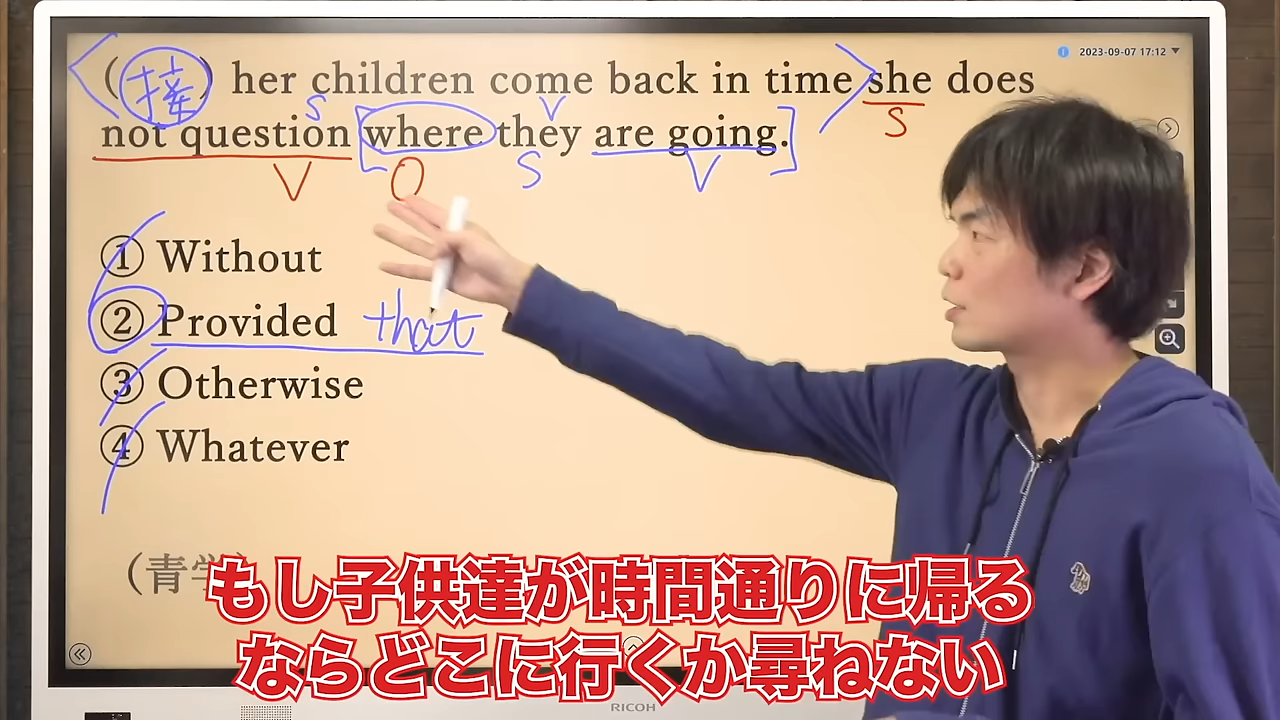 2023-09-07 17:12
(接) her children come back in time she does
S V S
not question where they are going.
V O S V
① Without
② Provided that
③ Otherwise
④ Whatever
(青学
もし子供達が時間通りに帰る
ならどこに行くか尋ねない
RICOH